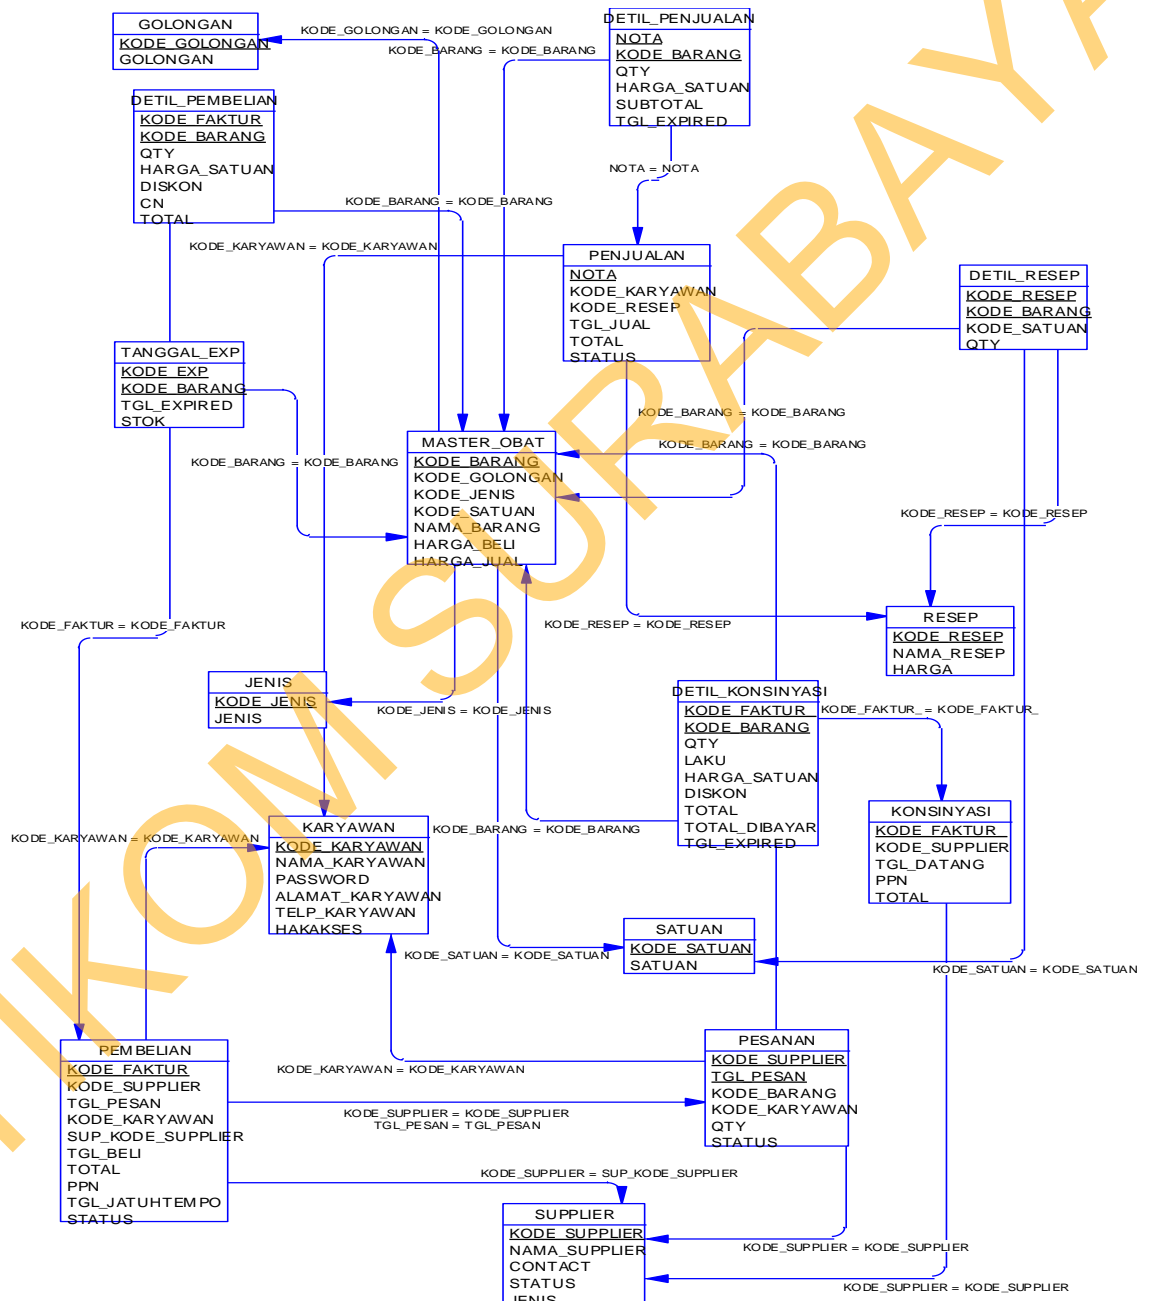 GOLONGAN
KODE_GOLONGAN
GOLONGAN
KODE_GOLONGAN = KODE_GOLONGAN
KODE_BARANG = KODE_BARANG
DETIL_PENJUALAN
NOTA
KODE_BARANG
QTY
HARGA_SATUAN
SUBTOTAL
TGL_EXPIRED
DETIL_PEMBELIAN
KODE_FAKTUR
KODE_BARANG
QTY
HARGA_SATUAN
DISKON
CN
TOTAL
NOTA = NOTA
KODE_BARANG = KODE_BARANG
KODE_KARYAWAN = KODE_KARYAWAN
PENJUALAN
NOTA
KODE_KARYAWAN
KODE_RESEP
TGL_JUAL
TOTAL
STATUS
DETIL_RESEP
KODE_RESEP
KODE_BARANG
KODE_SATUAN
QTY
TANGGAL_EXP
KODE_EXP
KODE_BARANG
TGL_EXPIRED
STOK
KODE_BARANG = KODE_BARANG
KODE_BARANG = KODE_BARANG
KODE_BARANG = KODE_BARANG
MASTER_OBAT
KODE_BARANG
KODE_GOLONGAN
KODE_JENIS
KODE_SATUAN
NAMA_BARANG
HARGA_BELI
HARGA_JUAL
KODE_RESEP = KODE_RESEP
KODE_FAKTUR = KODE_FAKTUR
KODE_RESEP = KODE_RESEP
RESEP
KODE_RESEP
NAMA_RESEP
HARGA
JENIS
KODE_JENIS
JENIS
KODE_JENIS = KODE_JENIS
DETIL_KONSINYASI
KODE_FAKTUR_
KODE_BARANG
QTY
LAKU
HARGA_SATUAN
DISKON
TOTAL
TOTAL_DIBAYAR
TGL_EXPIRED
KODE_FAKTUR_ = KODE_FAKTUR_
KONSINYASI
KODE_FAKTUR_
KODE_SUPPLIER
TGL_DATANG
PPN
TOTAL
KODE_KARYAWAN = KODE_KARYAWAN
KARYAWAN
KODE_KARYAWAN
NAMA_KARYAWAN
PASSWORD
ALAMAT_KARYAWAN
TELP_KARYAWAN
HAKAKSES
KODE_BARANG = KODE_BARANG
SATUAN
KODE_SATUAN
SATUAN
KODE_SATUAN = KODE_SATUAN
KODE_SATUAN = KODE_SATUAN
PEMBELIAN
KODE_FAKTUR
KODE_SUPPLIER
TGL_PESAN
KODE_KARYAWAN
SUP_KODE_SUPPLIER
TGL_BELI
TOTAL
PPN
TGL_JATUHTEMPO
STATUS
KODE_KARYAWAN = KODE_KARYAWAN
PESANAN
KODE_SUPPLIER
TGL_PESAN
KODE_BARANG
KODE_KARYAWAN
QTY
STATUS
KODE_SUPPLIER = KODE_SUPPLIER
TGL_PESAN = TGL_PESAN
KODE_SUPPLIER = SUP_KODE_SUPPLIER
SUPPLIER
KODE_SUPPLIER
NAMA_SUPPLIER
CONTACT
STATUS
JENIS
KODE_SUPPLIER = KODE_SUPPLIER
KODE_SUPPLIER = KODE_SUPPLIER
IKOM SURABAYA